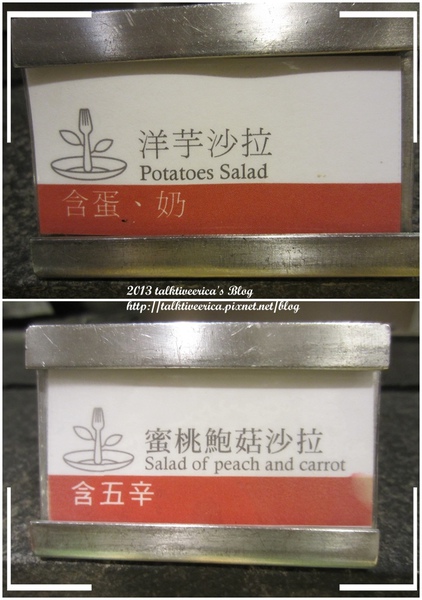 洋芋沙拉
Potatoes Salad
含蛋、奶
2013 talktiveerica's Blog
http://talktiveerica.pixnet.net/blog
蜜桃鮑菇沙拉
Salad of peach and carrot
含五辛